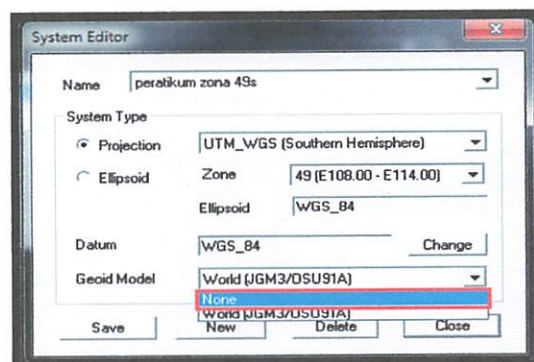 System Editor
Name peratikum zona 49s
System Type
Projection UTM_WGS (Southern Hemisphere)
Ellipsoid Zone 49 (E108.00 - E114.00)
Ellipsoid WGS_84
Datum WGS_84 Change
Geoid Model World (JGM3/OSU91A)
None
World (JGM3/OSU91A)
Save New Delete Close